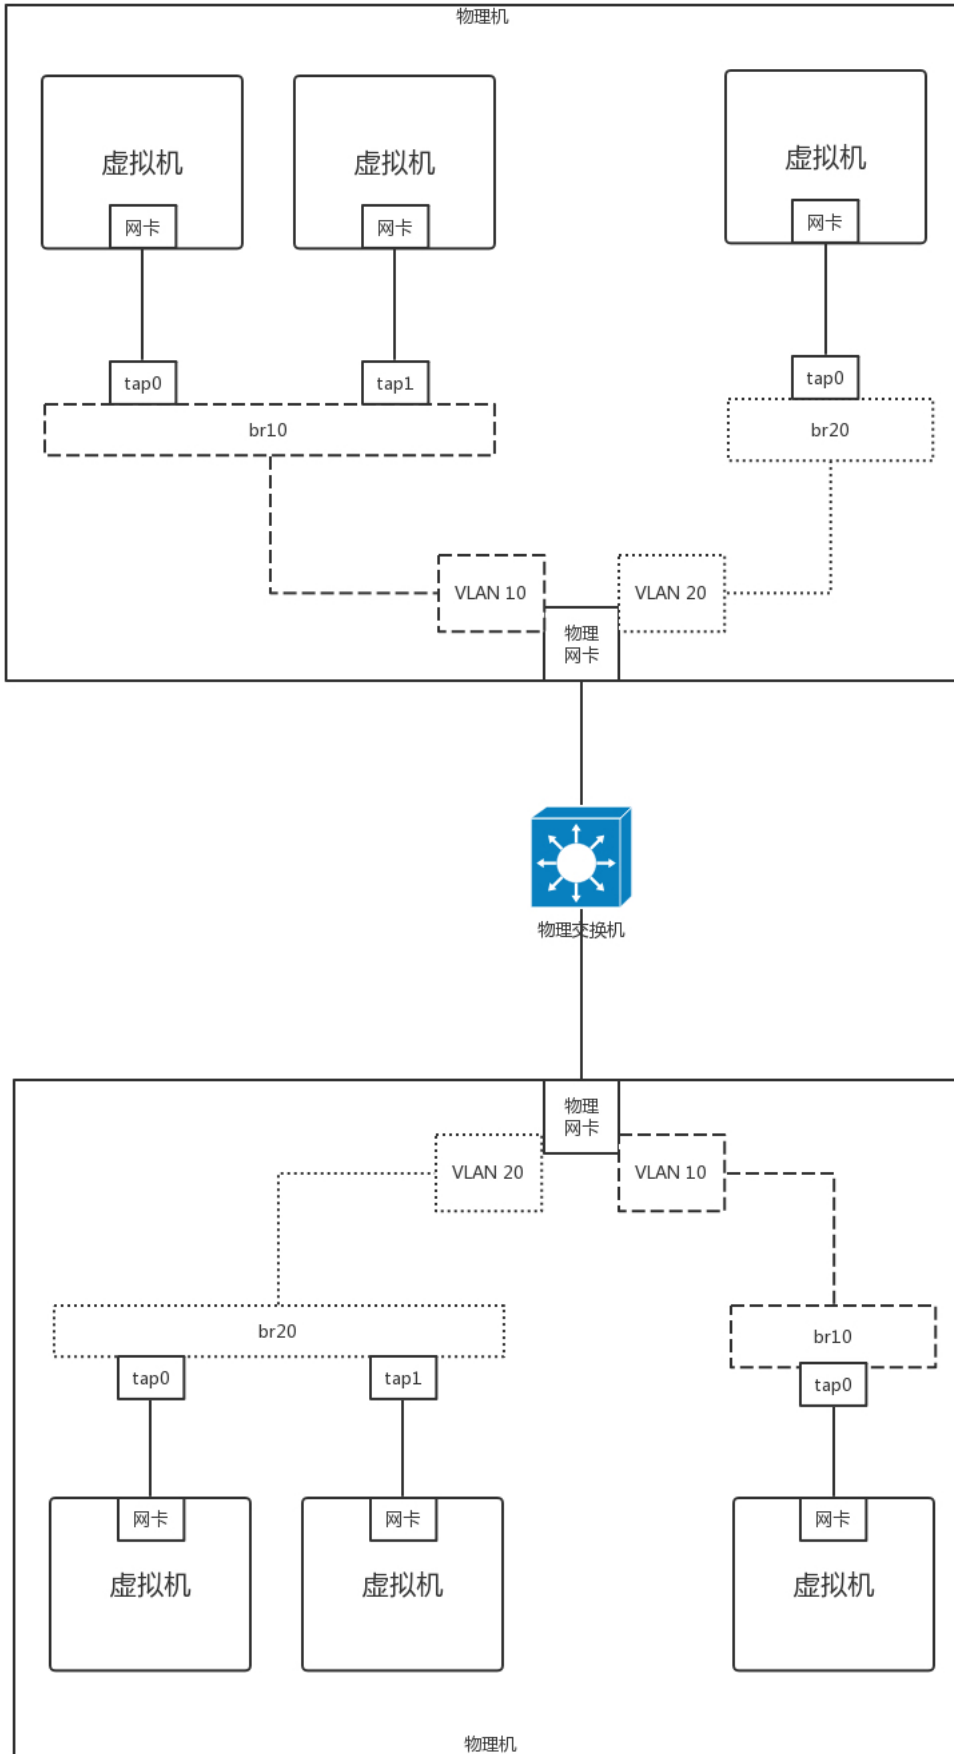 物理机
虚拟机
虚拟机
虚拟机
网卡
网卡
网卡
tap0
tap1
tap0
br10
br20
VLAN 10
VLAN 20
物理
网卡
物理交换机
物理
网卡
VLAN 20
VLAN 10
br20
br10
tap0
tap1
tap0
网卡
网卡
网卡
虚拟机
虚拟机
虚拟机
物理机